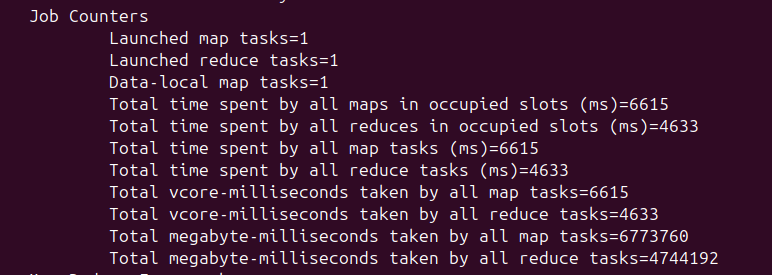 Job Counters
Launched map tasks=1
Launched reduce tasks=1
Data-local map tasks=1
Total time spent by all maps in occupied slots (ms)=6615
Total time spent by all reduces in occupied slots (ms)=4633
Total time spent by all map tasks (ms)=6615
Total time spent by all reduce tasks (ms)=4633
Total vcore-milliseconds taken by all map tasks=6615
Total vcore-milliseconds taken by all reduce tasks=4633
Total megabyte-milliseconds taken by all map tasks=6773760
Total megabyte-milliseconds taken by all reduce tasks=4744192